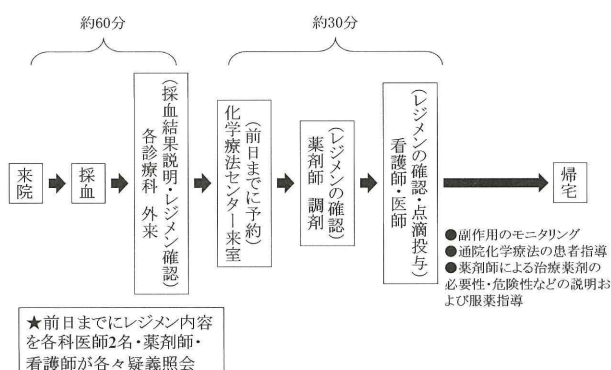 約60分
約30分
来院
採血
各診療科 外来
(採血結果説明・レジメン確認)
化学療法センター来室
(前日までに予約)
薬剤師 調剤
(レジメンの確認)
看護師・医師
(レジメンの確認・点滴投与)
帰宅
●副作用のモニタリング
●通院化学療法の患者指導
●薬剤師による治療薬剤の
必要性・危険性などの説明お
よび服薬指導
★前日までにレジメン内容
を各科医師2名・薬剤師・
看護師が各々疑義照会